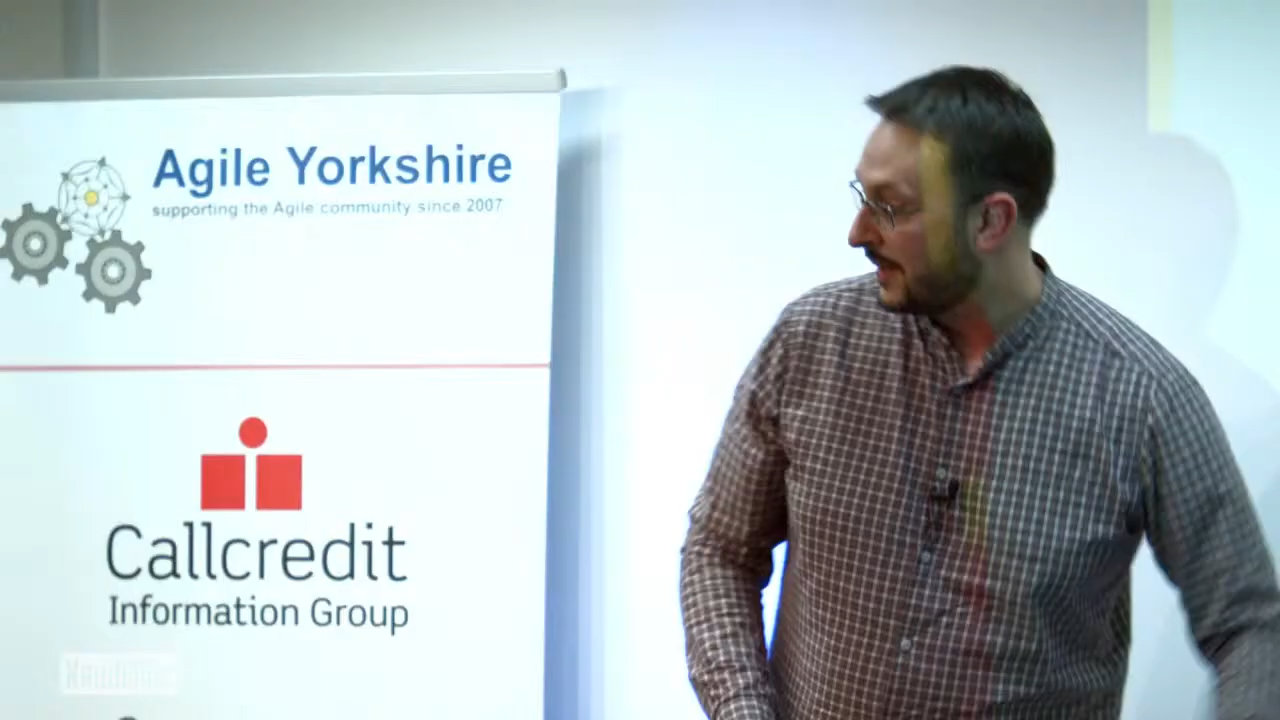 Agile Yorkshire
supporting the Agile community since 2007
Callcredit
Information Group